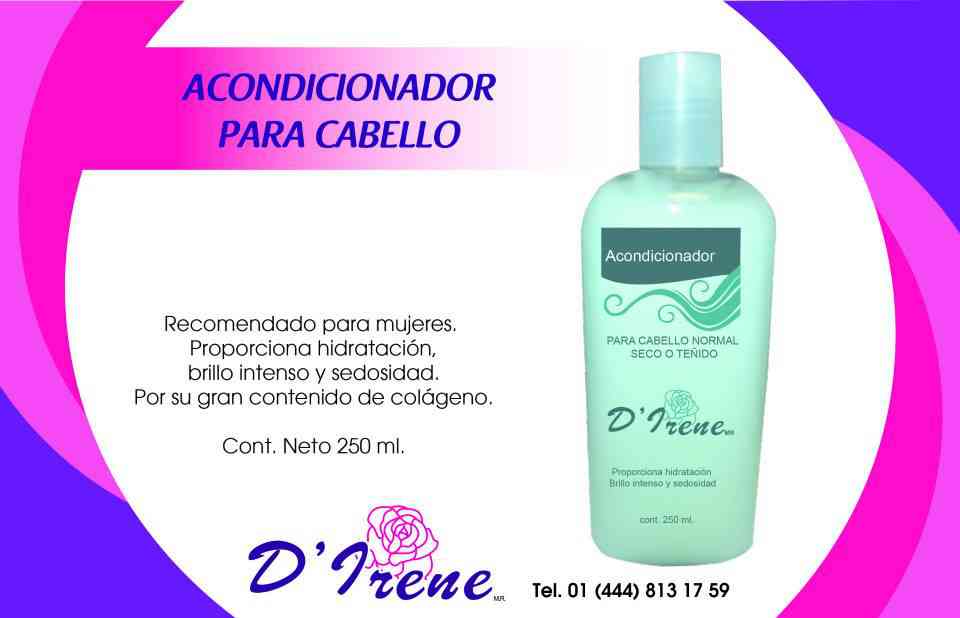 ACONDICIONADOR
PARA CABELLO
Recomendado para mujeres.
Proporciona hidratación,
brillo intenso y sedosidad.
Por su gran contenido de colágeno.
Cont. Neto 250 ml.
D'Irene M.R.
Acondicionador
PARA CABELLO NORMAL
SECO O TEÑIDO
D'Irene MR
Proporciona hidratación
Brillo intenso y sedosidad
cont. 250 ml.
Tel. 01 (444) 813 17 59